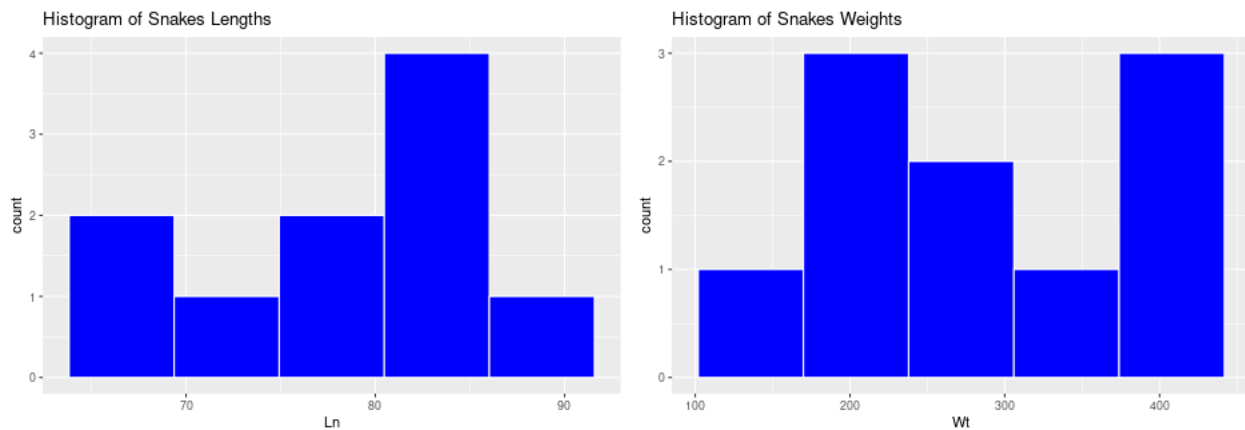 Histogram of Snakes Lengths
4
3
2
1
0
count
70 80 90
Ln
Histogram of Snakes Weights
3
2
1
0
count
100 200 300 400
Wt